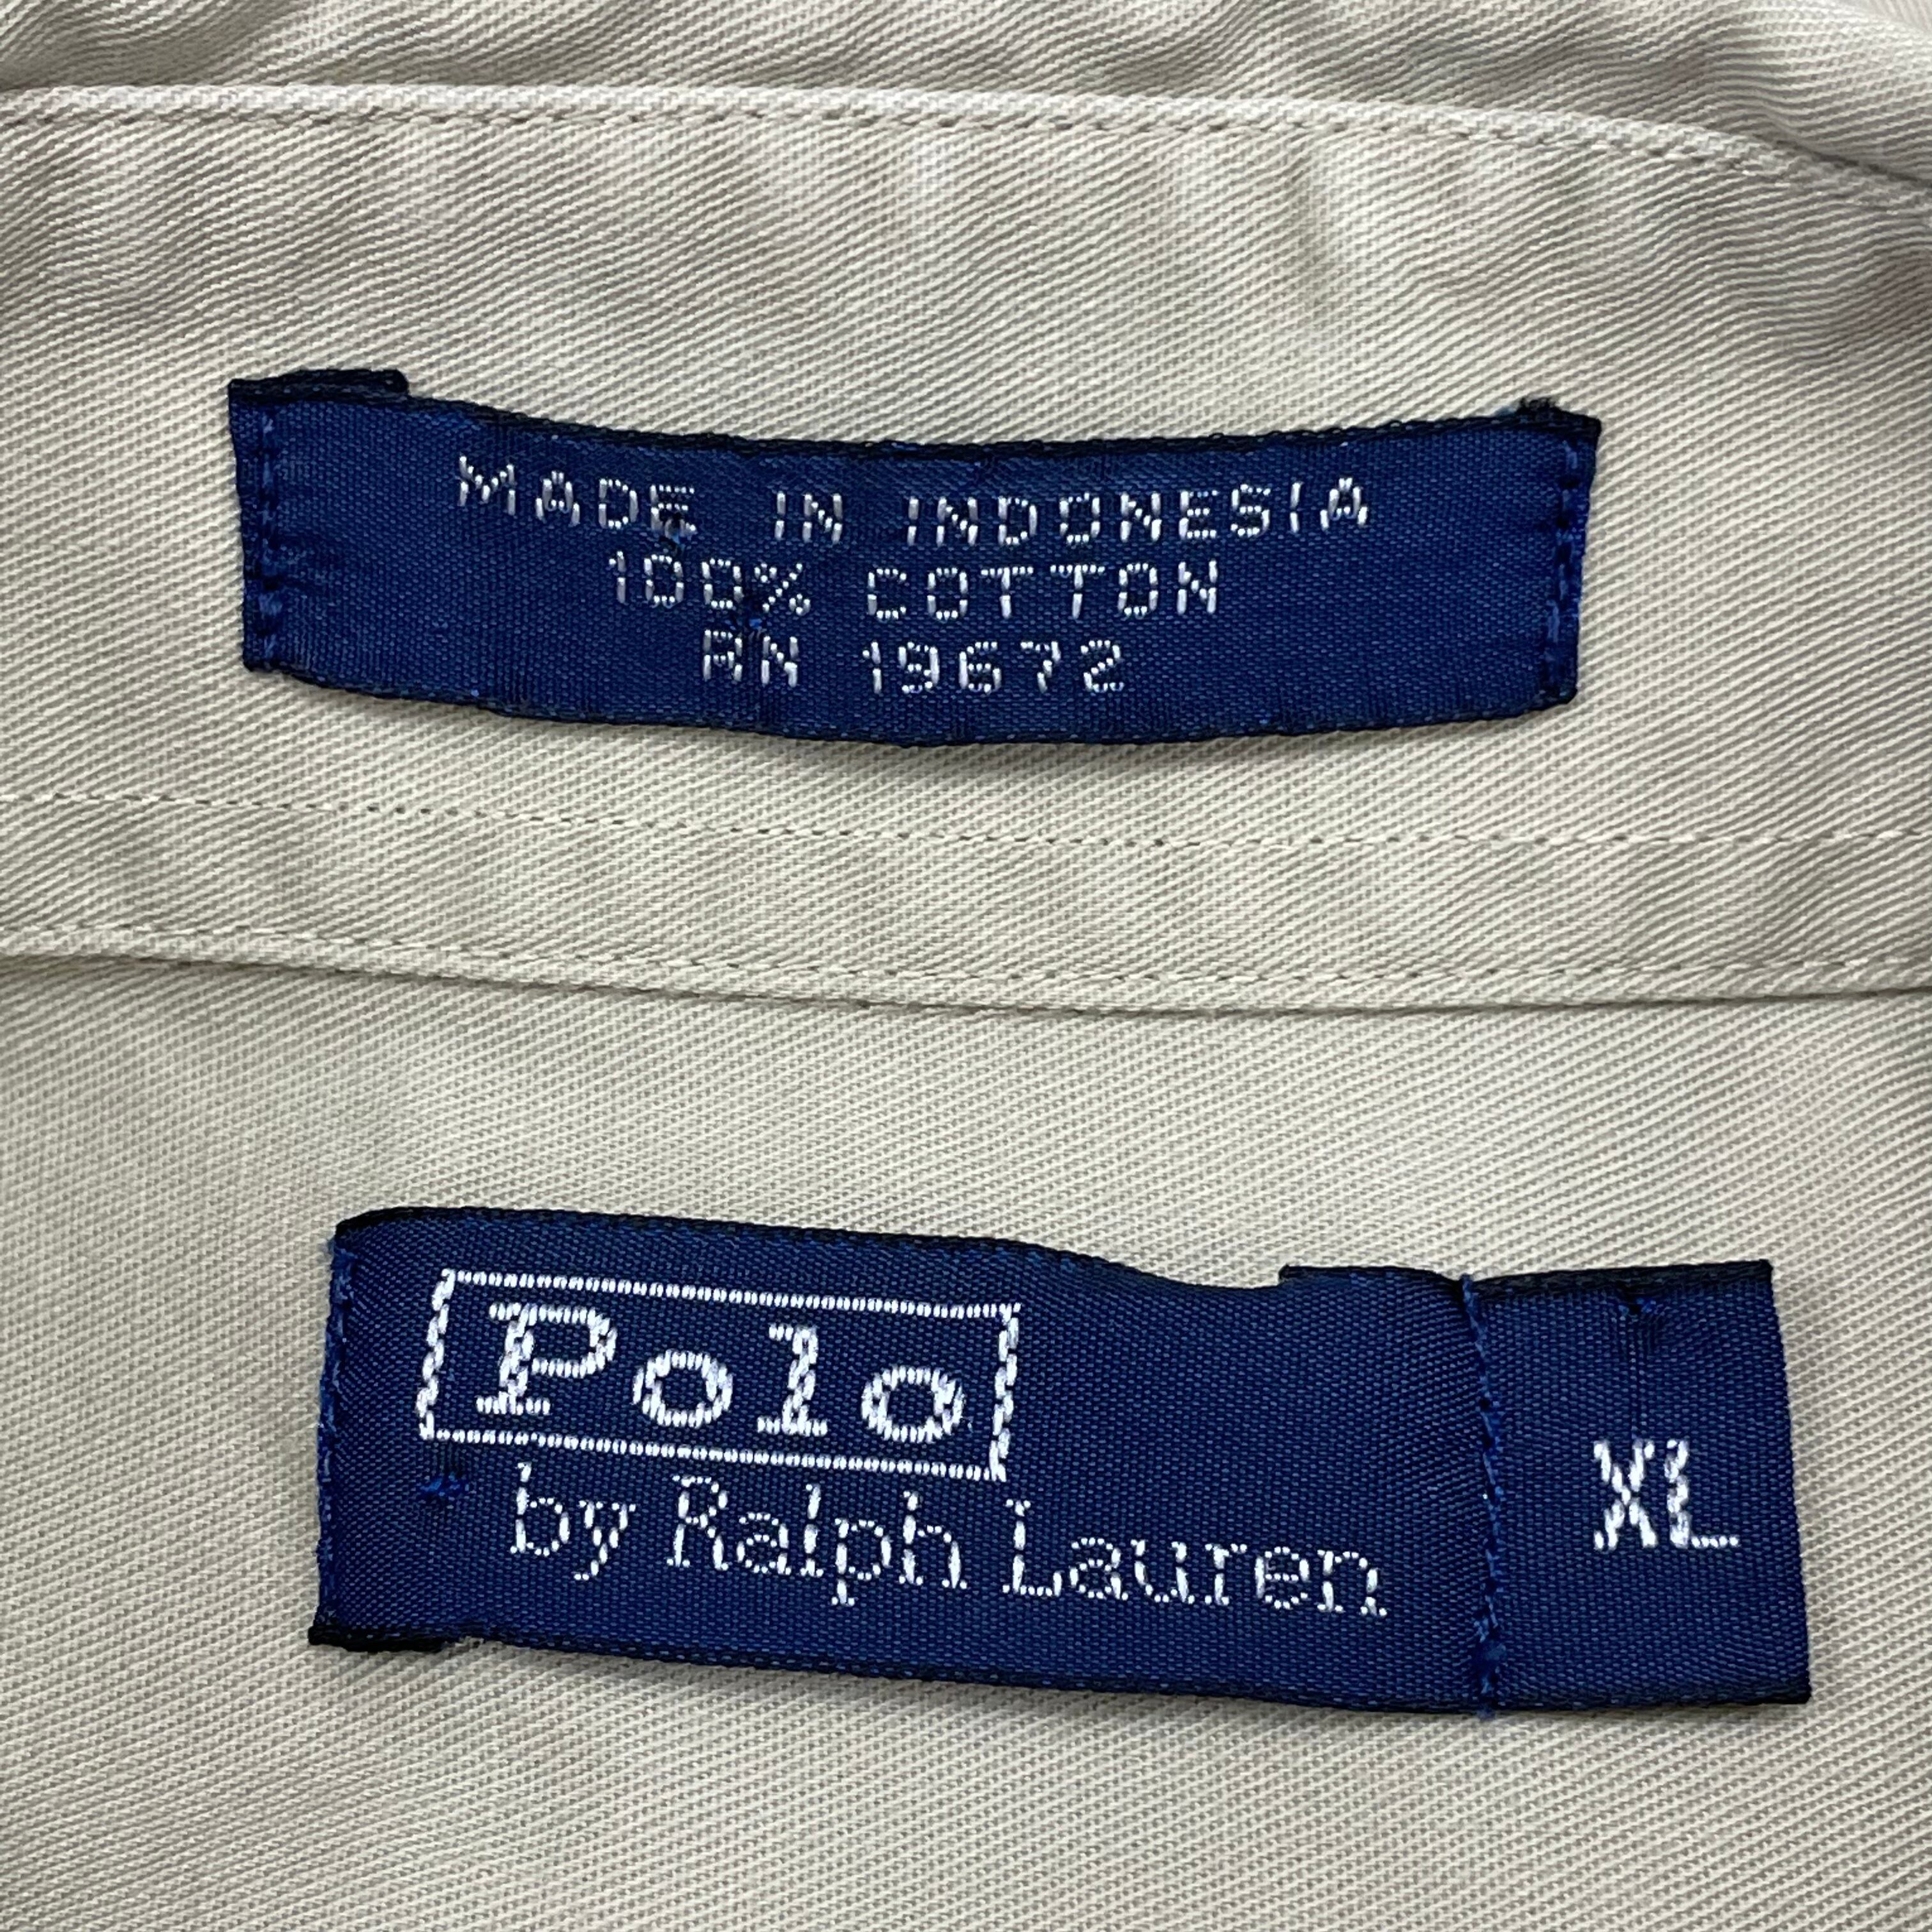 MADE IN INDONESIA
100% COTTON
RN 19672
Polo
by Ralph Lauren
XL